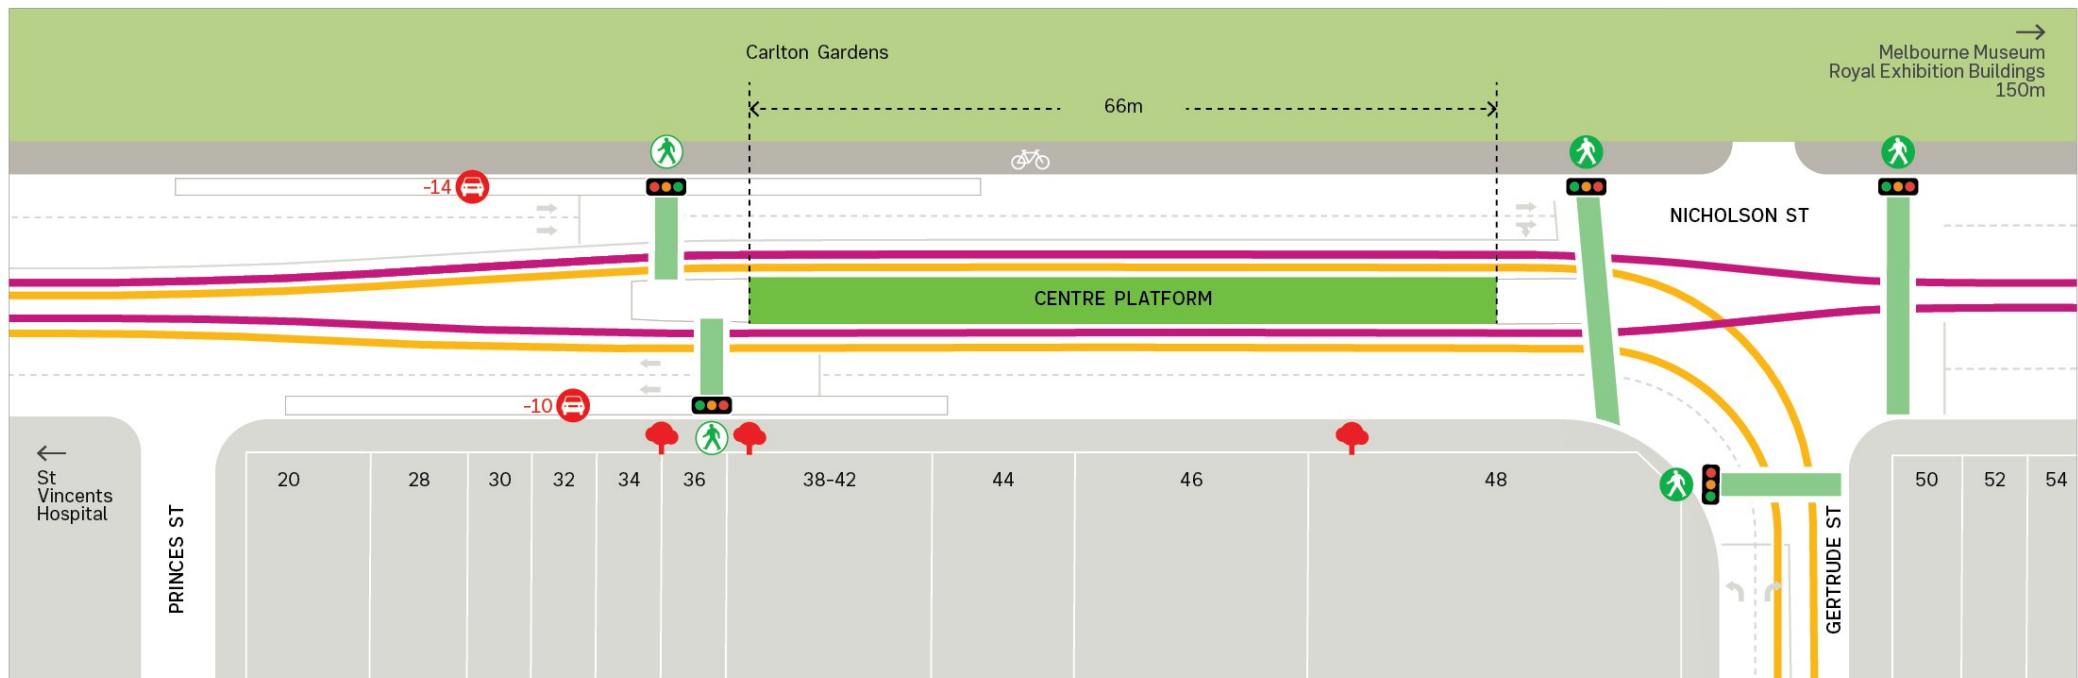 Carlton Gardens
Melbourne Museum
Royal Exhibition Buildings
150m
66m
-14
NICHOLSON ST
CENTRE PLATFORM
-10
St
Vincents
Hospital
PRINCES ST
20
28
30
32
34
36
38-42
44
46
48
50
52
54
GERTRUDE ST